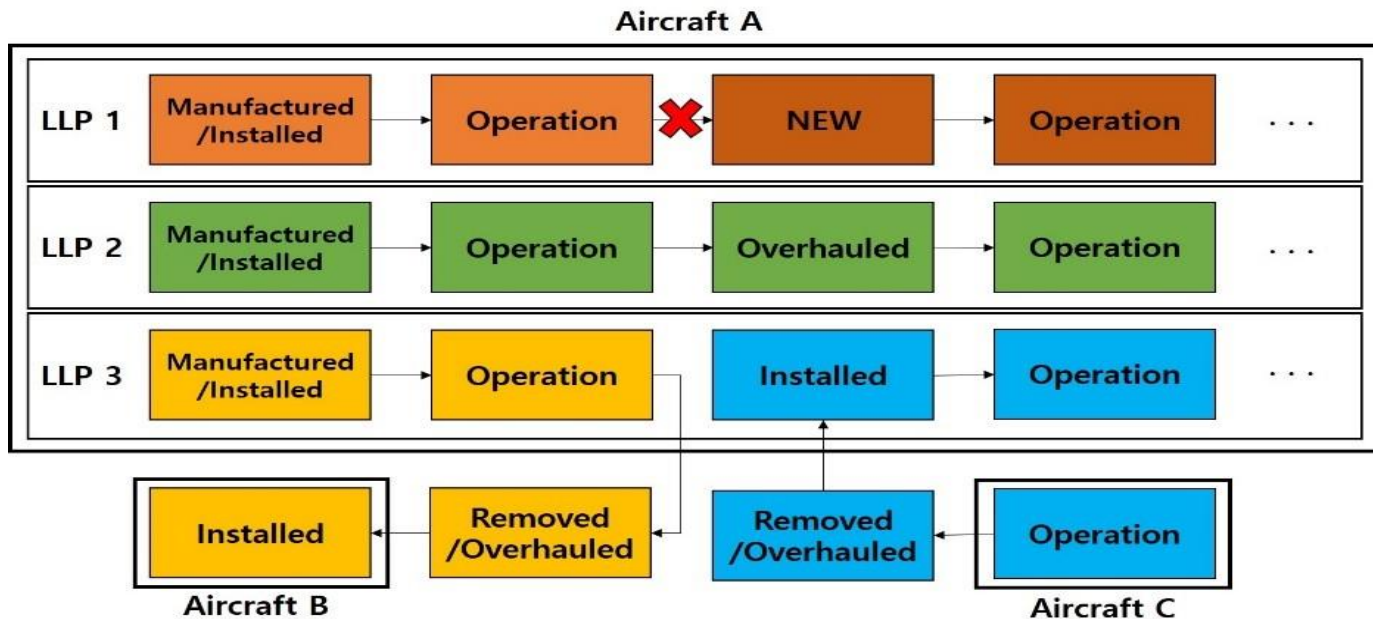 Aircraft A
LLP 1
Manufactured
/Installed
Operation
NEW
Operation
. . .
LLP 2
Manufactured
/Installed
Operation
Overhauled
Operation
. . .
LLP 3
Manufactured
/Installed
Operation
Installed
Operation
. . .
Installed
Removed
/Overhauled
Removed
/Overhauled
Operation
Aircraft B
Aircraft C